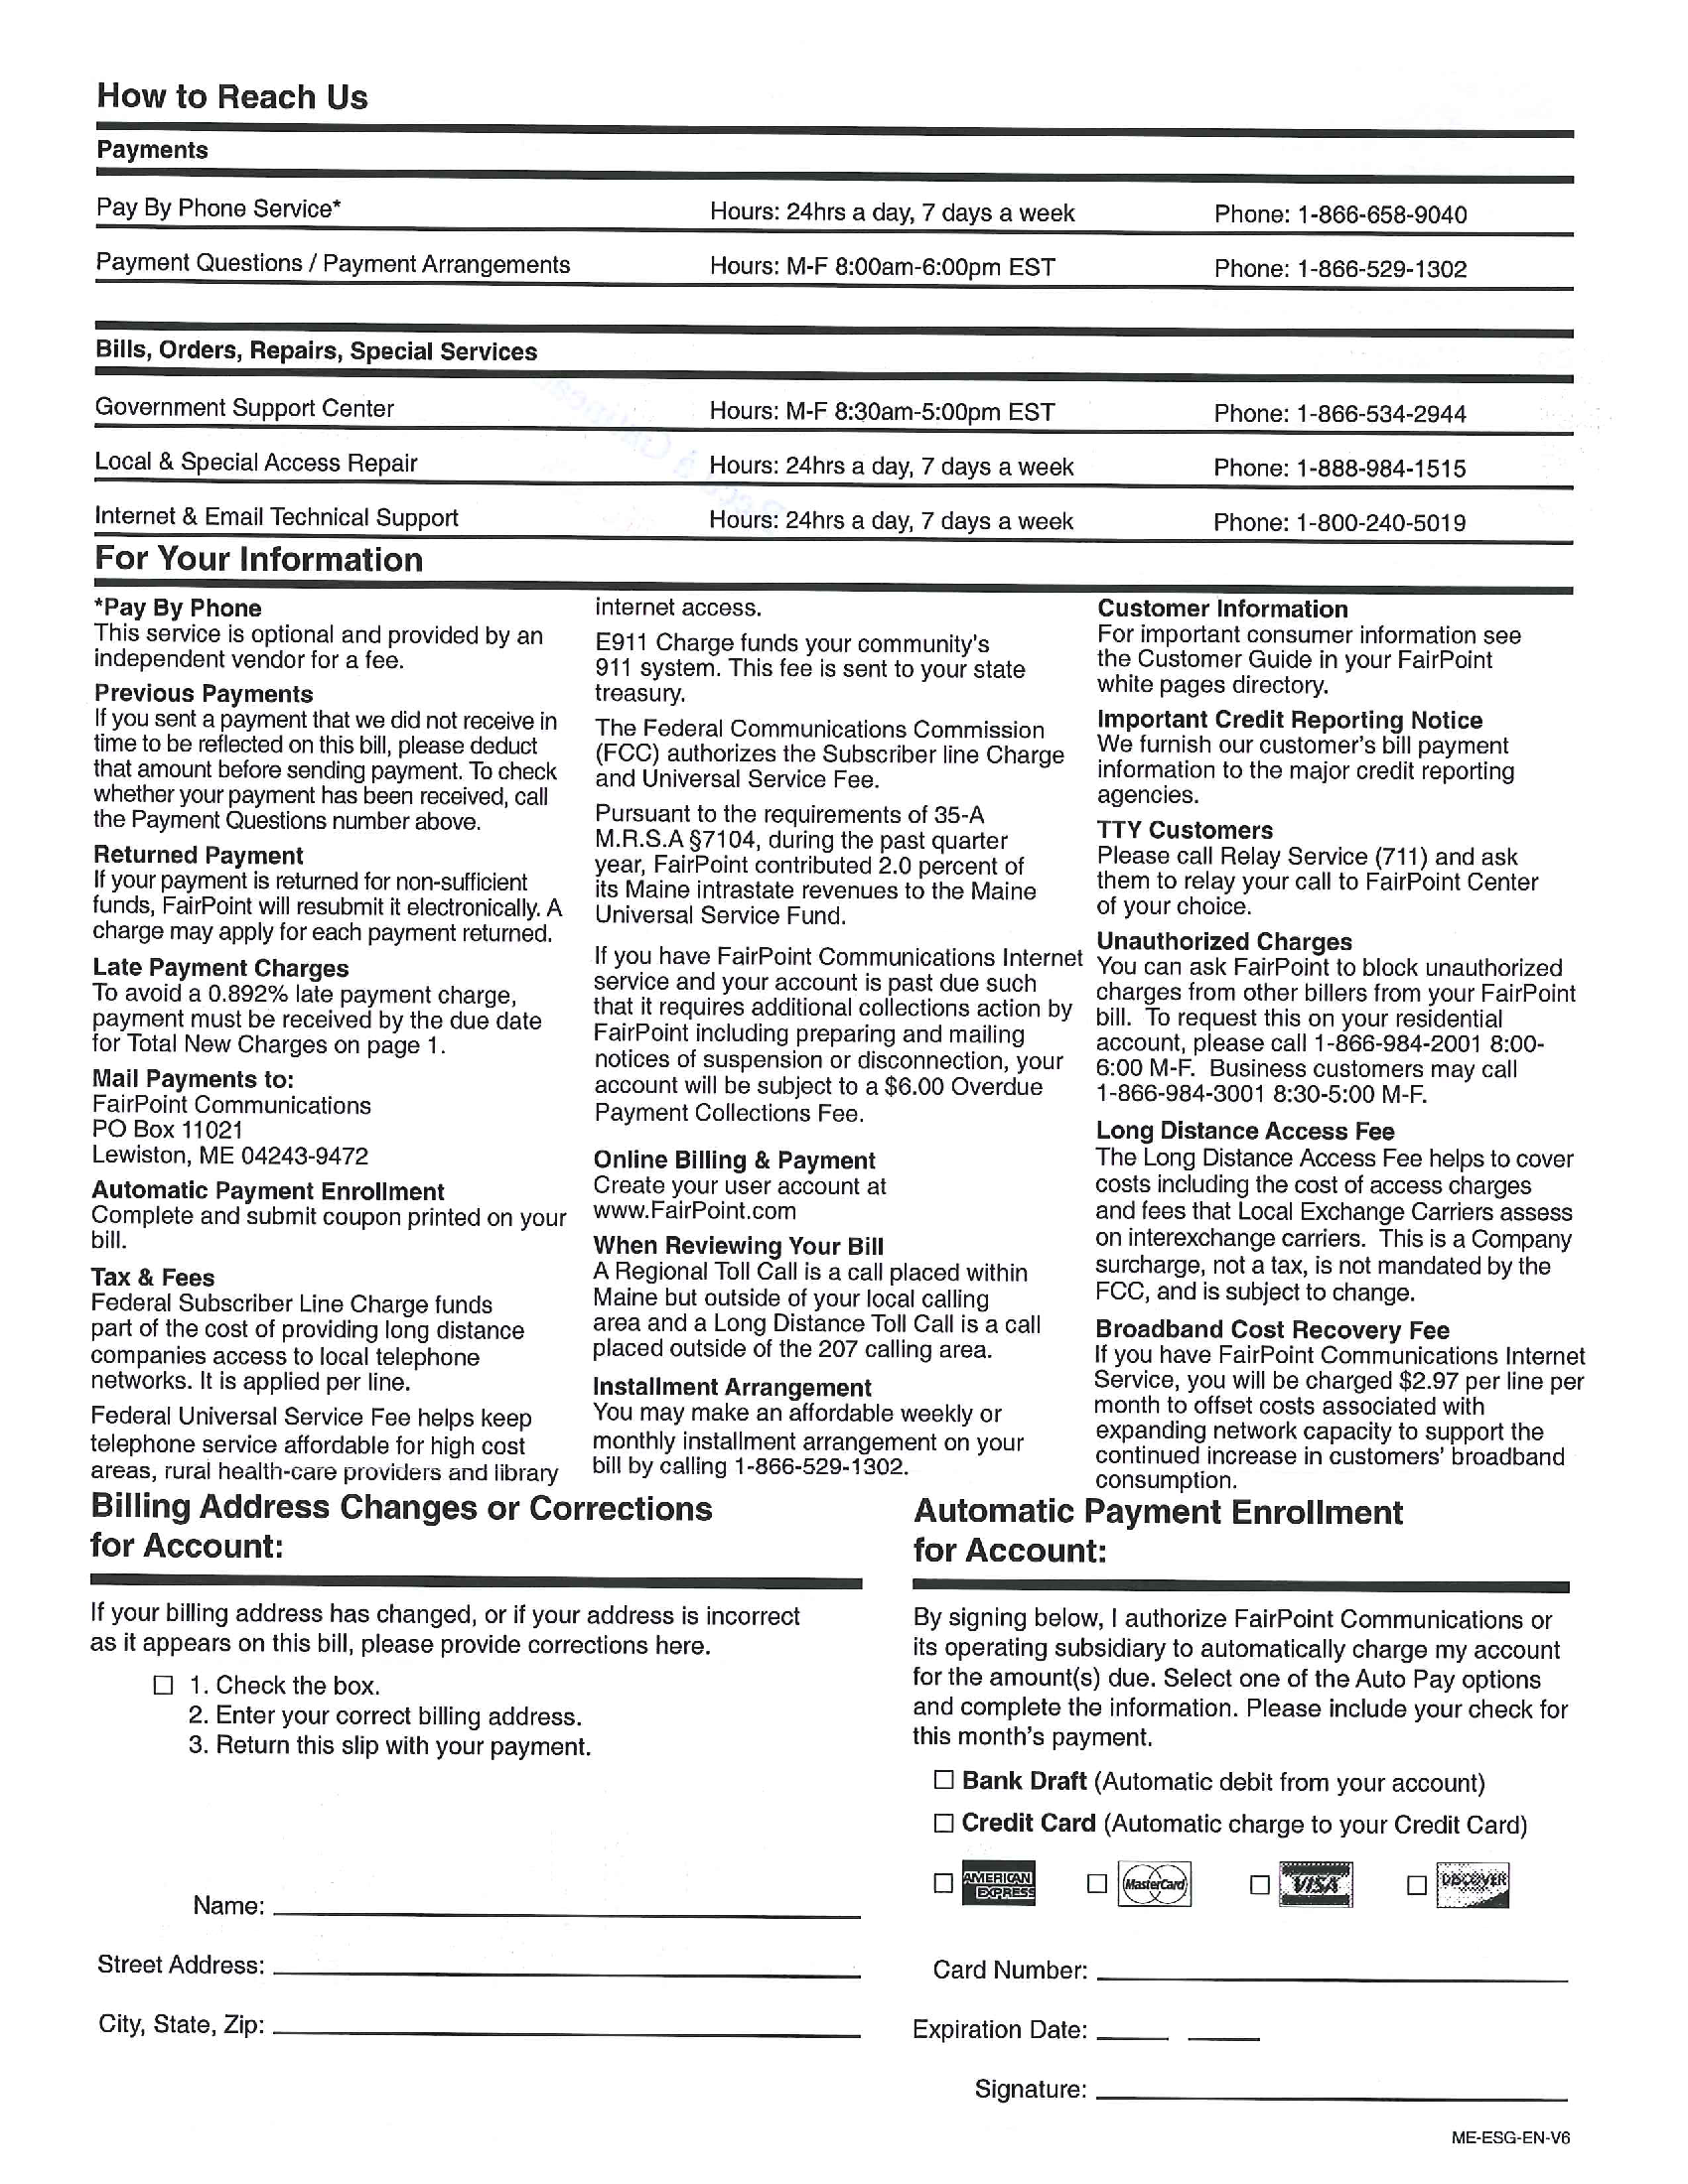 How to Reach Us
Payments
Pay By Phone Service* Hours: 24hrs a day, 7 days a week Phone: 1-866-658-9040
Payment Questions / Payment Arrangements Hours: M-F 8:00am-6:00pm EST Phone: 1-866-529-1302
Bills, Orders, Repairs, Special Services
Government Support Center Hours: M-F 8:30am-5:00pm EST Phone: 1-866-534-2944
Local & Special Access Repair Hours: 24hrs a day, 7 days a week Phone: 1-888-984-1515
Internet & Email Technical Support Hours: 24hrs a day, 7 days a week Phone: 1-800-240-5019
For Your Information
*Pay By Phone
This service is optional and provided by an
independent vendor for a fee.
Previous Payments
If you sent a payment that we did not receive in
time to be reflected on this bill, please deduct
that amount before sending payment. To check
whether your payment has been received, call
the Payment Questions number above.
Returned Payment
If your payment is returned for non-sufficient
funds, FairPoint will resubmit it electronically. A
charge may apply for each payment returned.
Late Payment Charges
To avoid a 0.892% late payment charge,
payment must be received by the due date
for Total New Charges on page 1.
Mail Payments to:
FairPoint Communications
PO Box 11021
Lewiston, ME 04243-9472
Automatic Payment Enrollment
Complete and submit coupon printed on your
bill.
Tax & Fees
Federal Subscriber Line Charge funds
part of the cost of providing long distance
companies access to local telephone
networks. It is applied per line.
Federal Universal Service Fee helps keep
telephone service affordable for high cost
areas, rural health-care providers and library
internet access.
E911 Charge funds your community's
911 system. This fee is sent to your state
treasury.
The Federal Communications Commission
(FCC) authorizes the Subscriber line Charge
and Universal Service Fee.
Pursuant to the requirements of 35-A
M.R.S.A §7104, during the past quarter
year, FairPoint contributed 2.0 percent of
its Maine intrastate revenues to the Maine
Universal Service Fund.
If you have FairPoint Communications Internet
service and your account is past due such
that it requires additional collections action by
FairPoint including preparing and mailing
notices of suspension or disconnection, your
account will be subject to a $6.00 Overdue
Payment Collections Fee.
Online Billing & Payment
Create your user account at
www.FairPoint.com
When Reviewing Your Bill
A Regional Toll Call is a call placed within
Maine but outside of your local calling
area and a Long Distance Toll Call is a call
placed outside of the 207 calling area.
Installment Arrangement
You may make an affordable weekly or
monthly installment arrangement on your
bill by calling 1-866-529-1302.
Customer Information
For important consumer information see
the Customer Guide in your FairPoint
white pages directory.
Important Credit Reporting Notice
We furnish our customer's bill payment
information to the major credit reporting
agencies.
TTY Customers
Please call Relay Service (711) and ask
them to relay your call to FairPoint Center
of your choice.
Unauthorized Charges
You can ask FairPoint to block unauthorized
charges from other billers from your FairPoint
bill. To request this on your residential
account, please call 1-866-984-2001 8:00-
6:00 M-F. Business customers may call
1-866-984-3001 8:30-5:00 M-F.
Long Distance Access Fee
The Long Distance Access Fee helps to cover
costs including the cost of access charges
and fees that Local Exchange Carriers assess
on interexchange carriers. This is a Company
surcharge, not a tax, is not mandated by the
FCC, and is subject to change.
Broadband Cost Recovery Fee
If you have FairPoint Communications Internet
Service, you will be charged $2.97 per line per
month to offset costs associated with
expanding network capacity to support the
continued increase in customers' broadband
consumption.
Billing Address Changes or Corrections
for Account:
If your billing address has changed, or if your address is incorrect
as it appears on this bill, please provide corrections here.
☐ 1. Check the box.
2. Enter your correct billing address.
3. Return this slip with your payment.
Name:
Street Address:
City, State, Zip:
Automatic Payment Enrollment
for Account:
By signing below, I authorize FairPoint Communications or
its operating subsidiary to automatically charge my account
for the amount(s) due. Select one of the Auto Pay options
and complete the information. Please include your check for
this month's payment.
☐ Bank Draft (Automatic debit from your account)
☐ Credit Card (Automatic charge to your Credit Card)
☐ AMERICAN EXPRESS ☐ MasterCard ☐ VISA ☐ DISCOVER
Card Number:
Expiration Date:
Signature:
ME-ESG-EN-V6